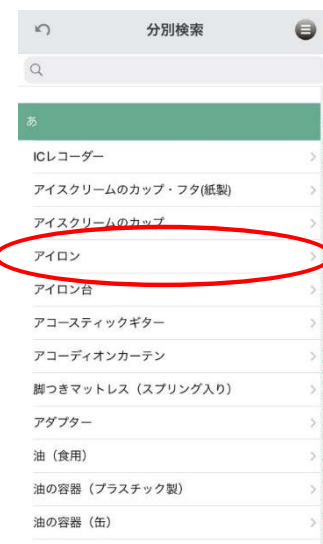 分別検索
あ
ICレコーダー
アイスクリームのカップ・フタ(紙製)
アイスクリームのカップ
アイロン
アイロン台
アコースティックギター
アコーディオンカーテン
脚つきマットレス（スプリング入り）
アダプター
油（食用）
油の容器（プラスチック製）
油の容器（缶）